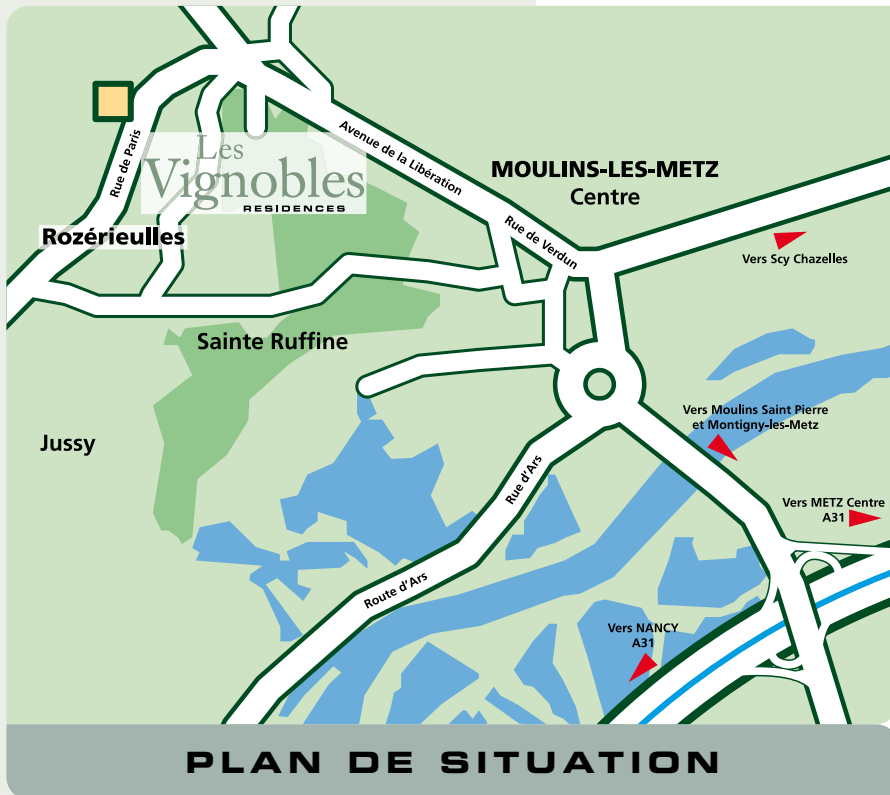 Les
Vignobles
RESIDENCES
Rue de Paris
Avenue de la Libération
MOULINS-LES-METZ
Centre
Rue de Verdun
Rozérieulles
Vers Scy Chazelles
Sainte Ruffine
Jussy
Vers Moulins Saint Pierre
et Montigny-les-Metz
Rue d'Ars
Vers METZ Centre
A31
Route d'Ars
Vers NANCY
A31
PLAN DE SITUATION